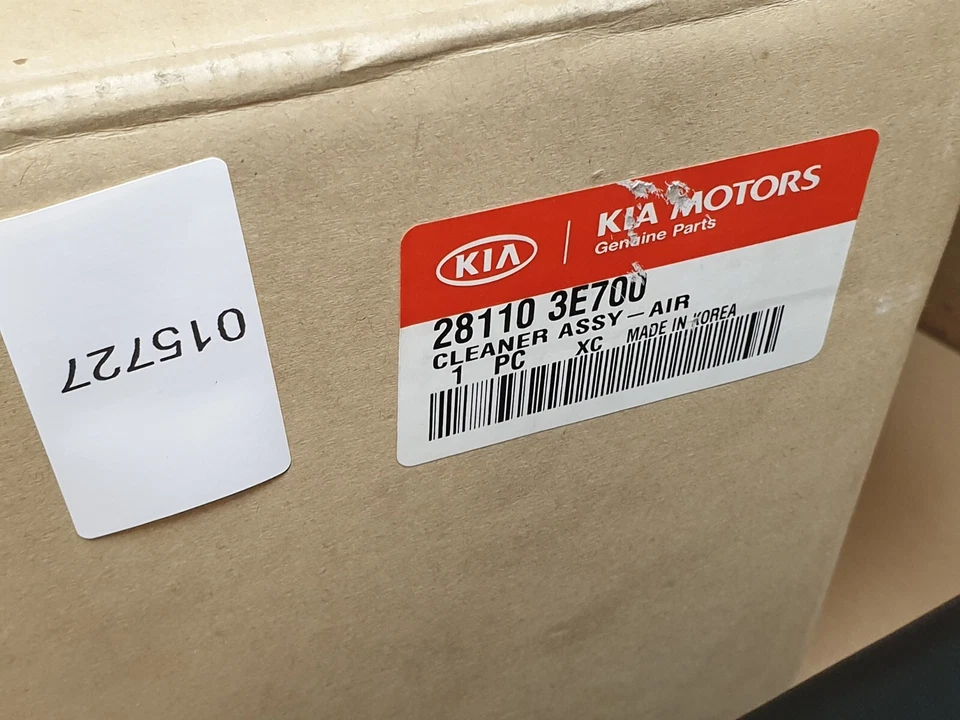 015727
KIA
KIA MOTORS
Genuine Parts
28110 3E700
CLEANER ASSY-AIR
1 PC XC MADE IN KOREA